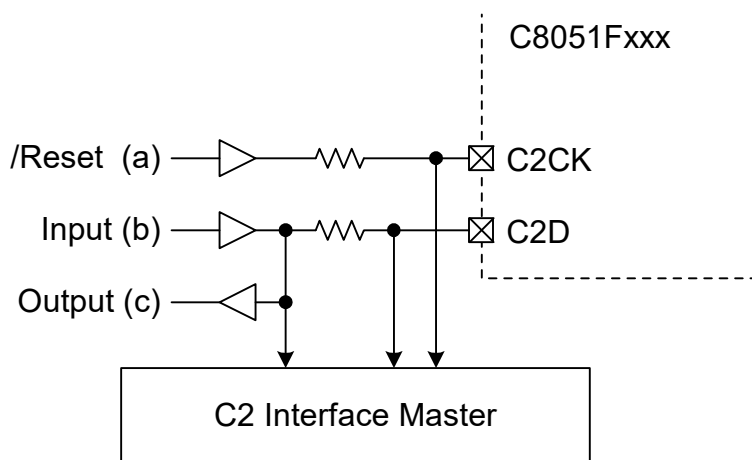 C8051Fxxx
/Reset (a)
C2CK
Input (b)
C2D
Output (c)
C2 Interface Master